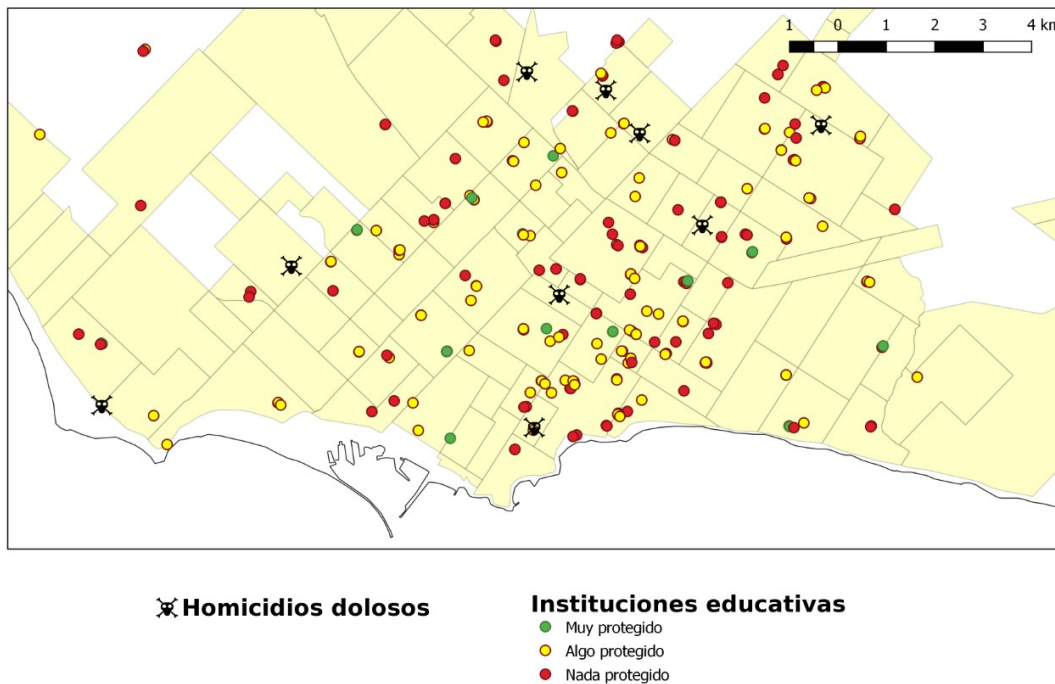 1 0 1 2 3 4 km
Homicidios dolosos
Instituciones educativas
Muy protegido
Algo protegido
Nada protegido